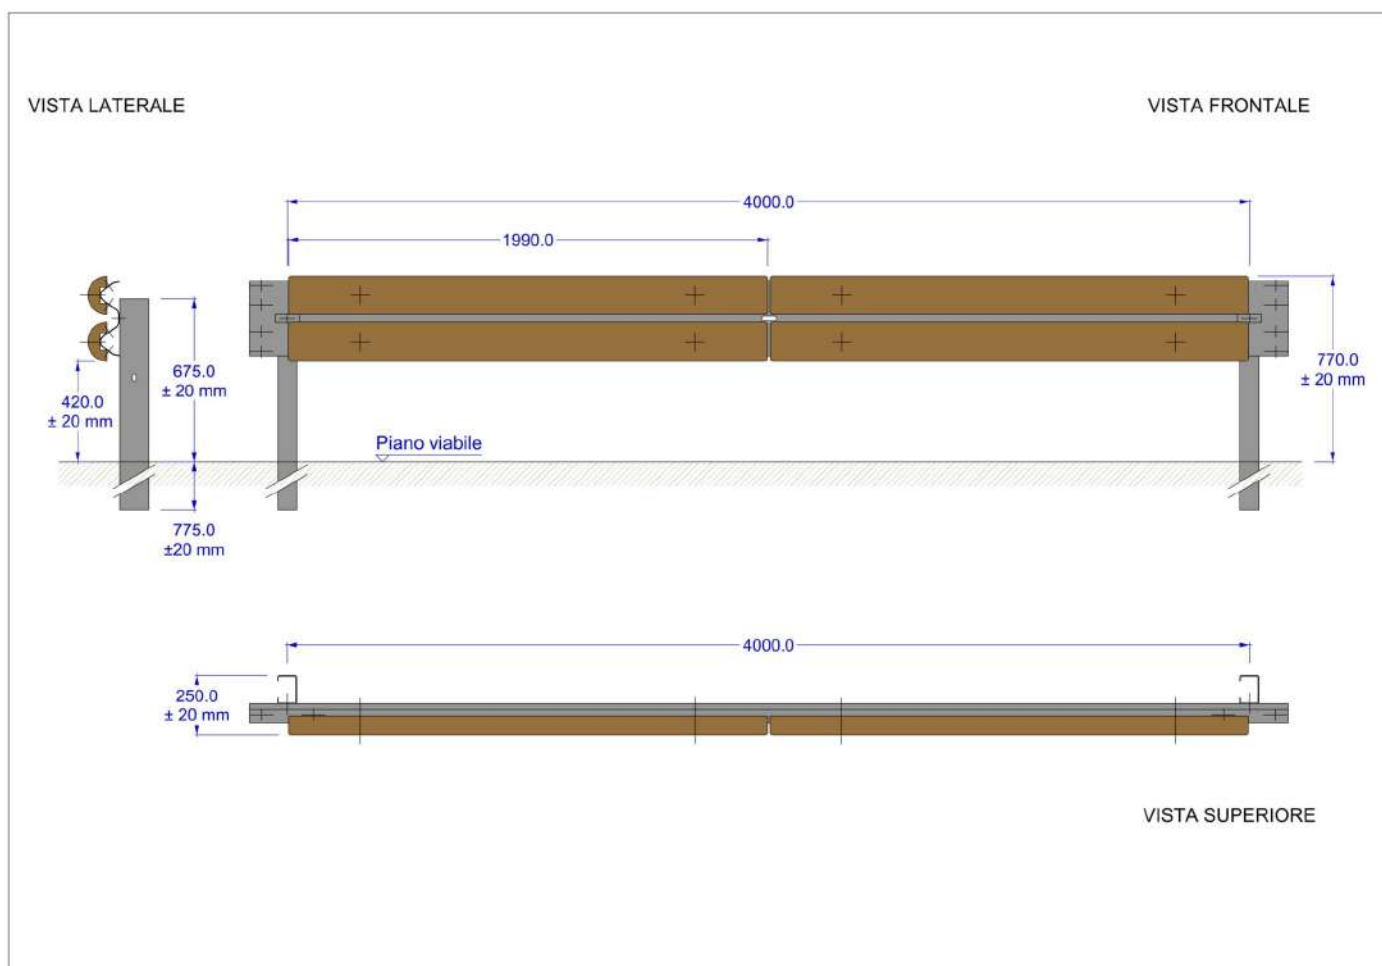 VISTA LATERALE
VISTA FRONTALE
4000.0
1990.0
675.0
± 20 mm
420.0
± 20 mm
770.0
± 20 mm
Piano viabile
775.0
±20 mm
4000.0
250.0
± 20 mm
VISTA SUPERIORE